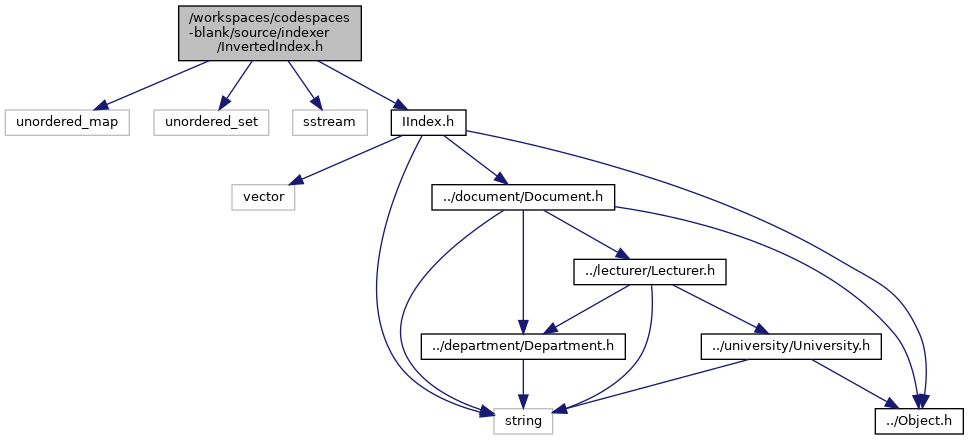 /workspaces/codespaces
-blank/source/indexer
/InvertedIndex.h
unordered_map
unordered_set
sstream
IIndex.h
vector
../document/Document.h
../lecturer/Lecturer.h
../department/Department.h
../university/University.h
string
../Object.h